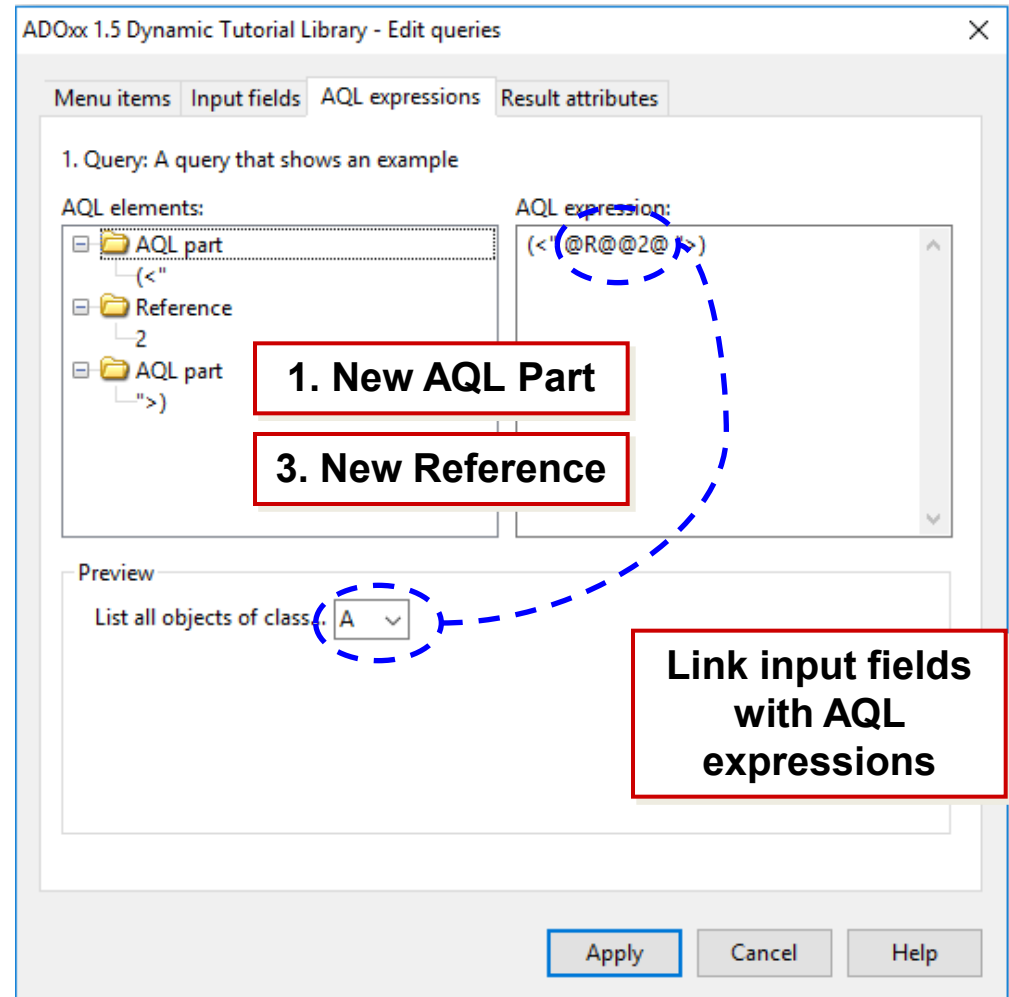 ADOxx 1.5 Dynamic Tutorial Library - Edit queries
Menu items Input fields AQL expressions Result attributes
1. Query: A query that shows an example
AQL elements:
AQL part
(<"
Reference
2
AQL part
">)
AQL expression:
(<" @R@@2@ ">)
1. New AQL Part
3. New Reference
Preview
List all objects of class... A
Link input fields
with AQL
expressions
Apply Cancel Help